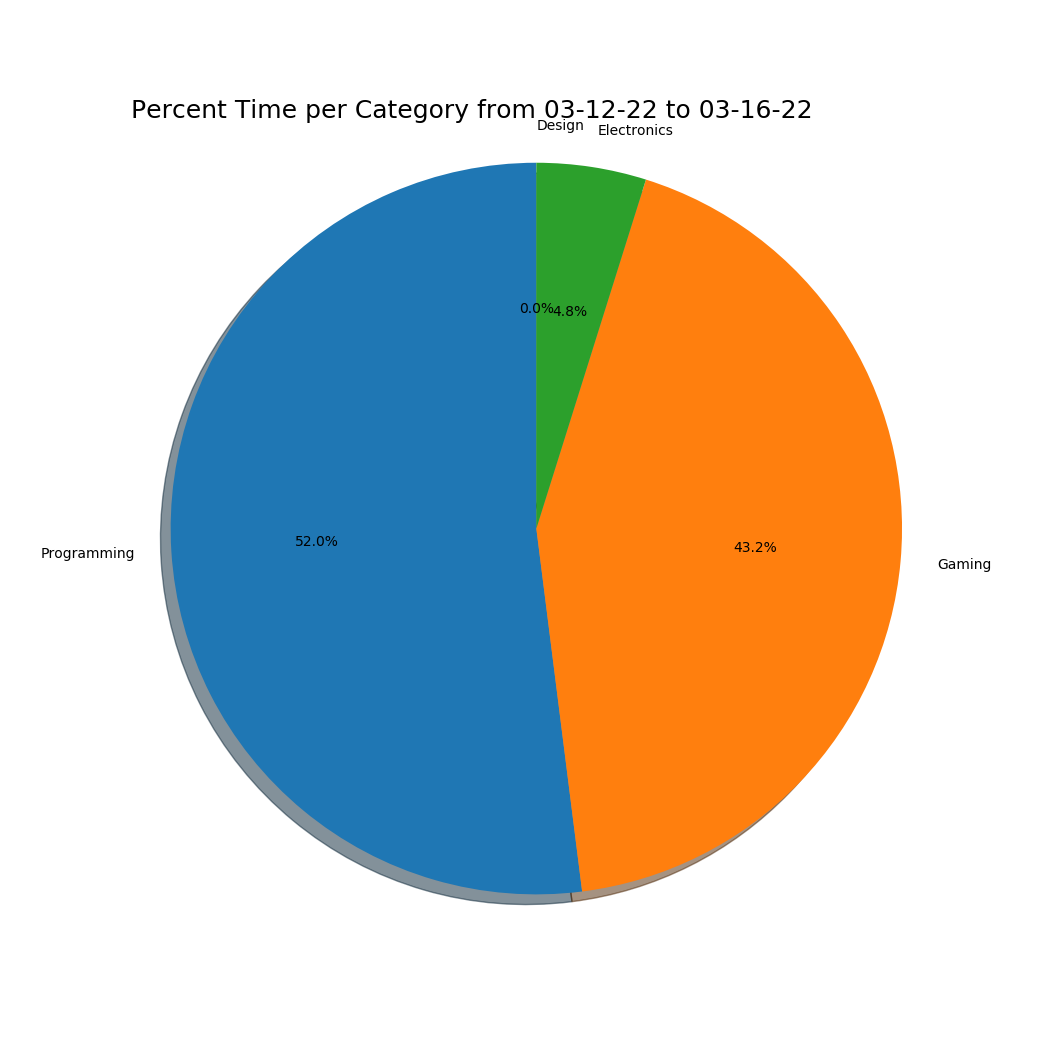 Percent Time per Category from 03-12-22 to 03-16-22
Design
Electronics
0.0%
4.8%
52.0%
43.2%
Programming
Gaming